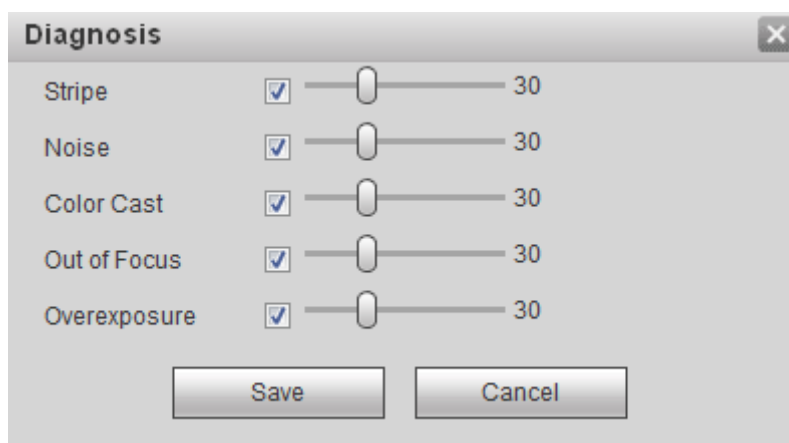 Diagnosis
Stripe 30
Noise 30
Color Cast 30
Out of Focus 30
Overexposure 30
Save Cancel